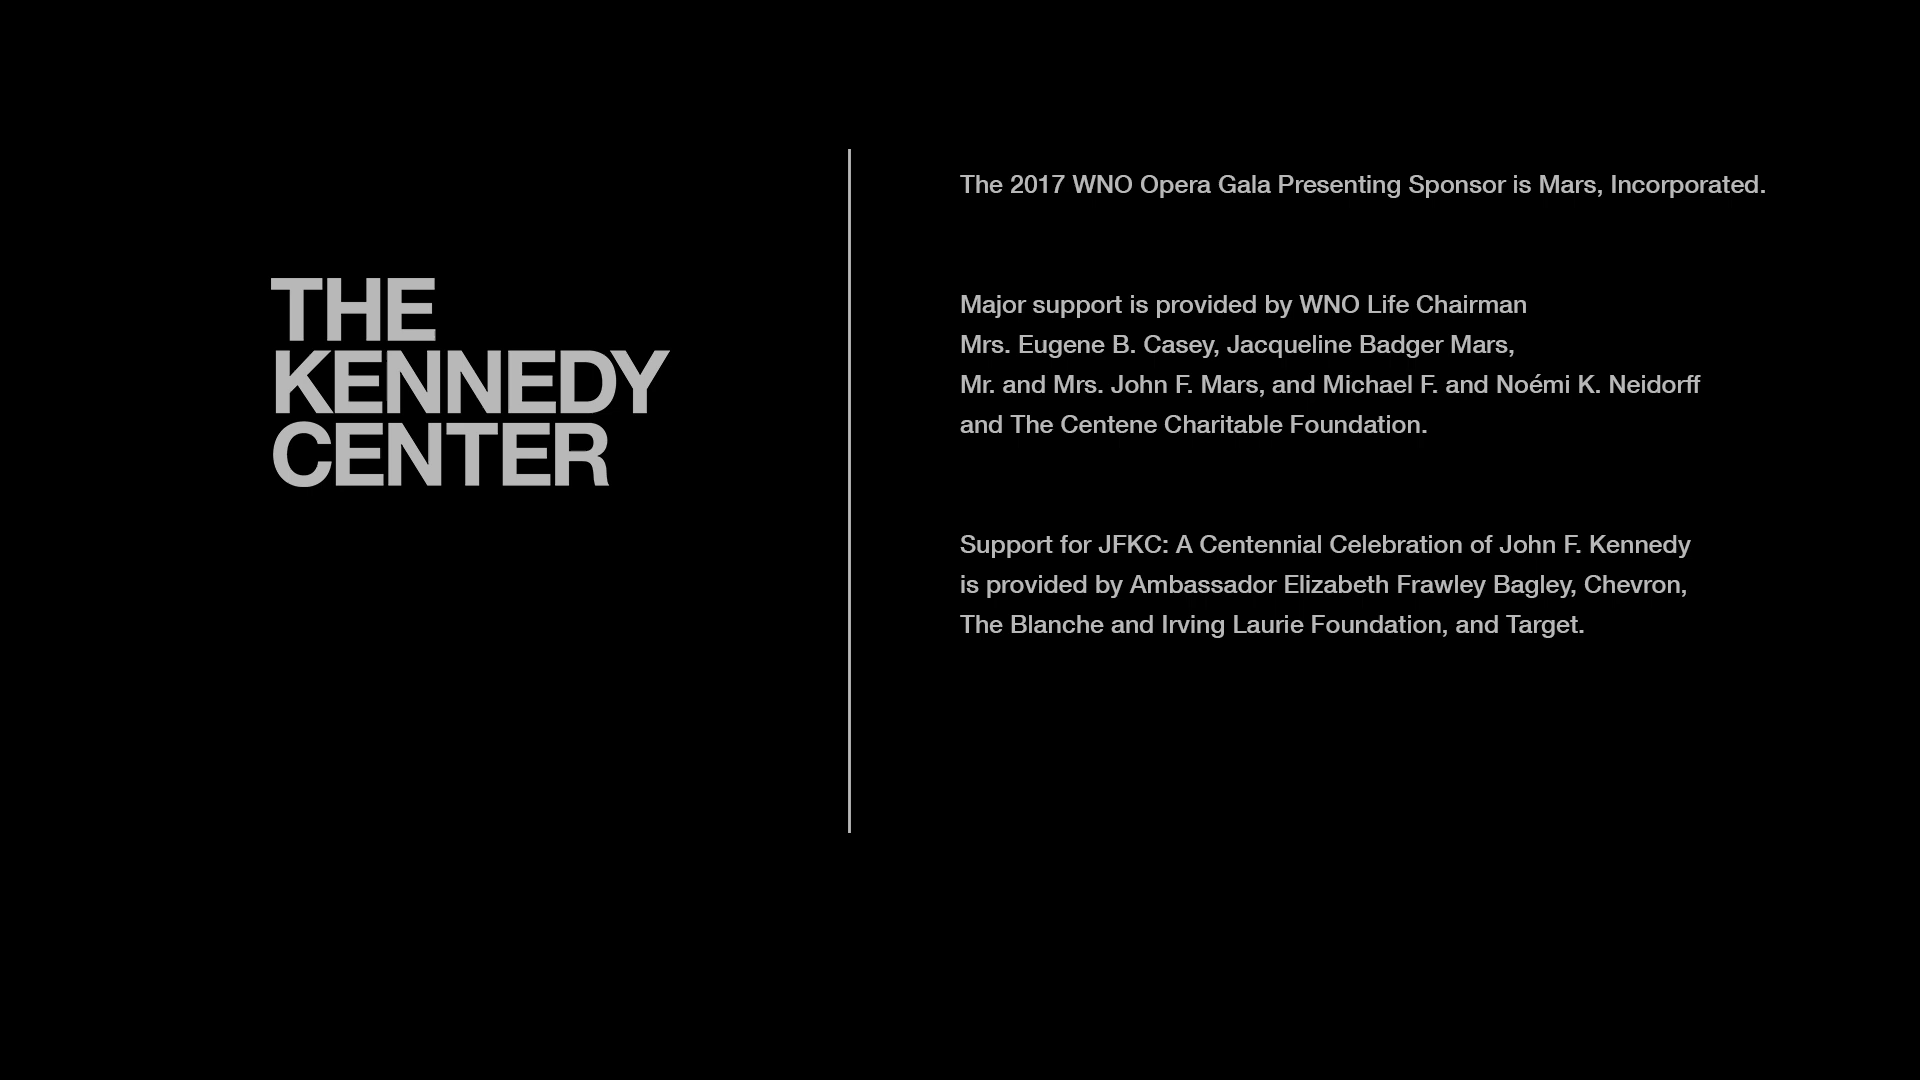 THE
KENNEDY
CENTER
The 2017 WNO Opera Gala Presenting Sponsor is Mars, Incorporated.
Major support is provided by WNO Life Chairman
Mrs. Eugene B. Casey, Jacqueline Badger Mars,
Mr. and Mrs. John F. Mars, and Michael F. and Noémi K. Neidorff
and The Centene Charitable Foundation.
Support for JFKC: A Centennial Celebration of John F. Kennedy
is provided by Ambassador Elizabeth Frawley Bagley, Chevron,
The Blanche and Irving Laurie Foundation, and Target.